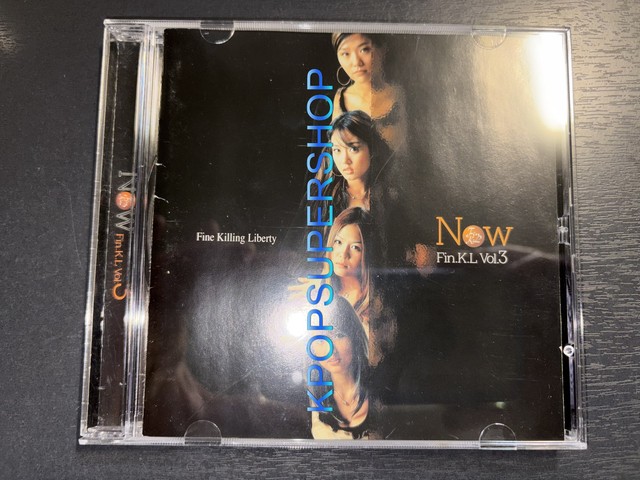 Now
Fin.K.L Vol.3
Fine Killing Liberty
KPOPSUPERSHOP
Now
Fin.K.L Vol.3